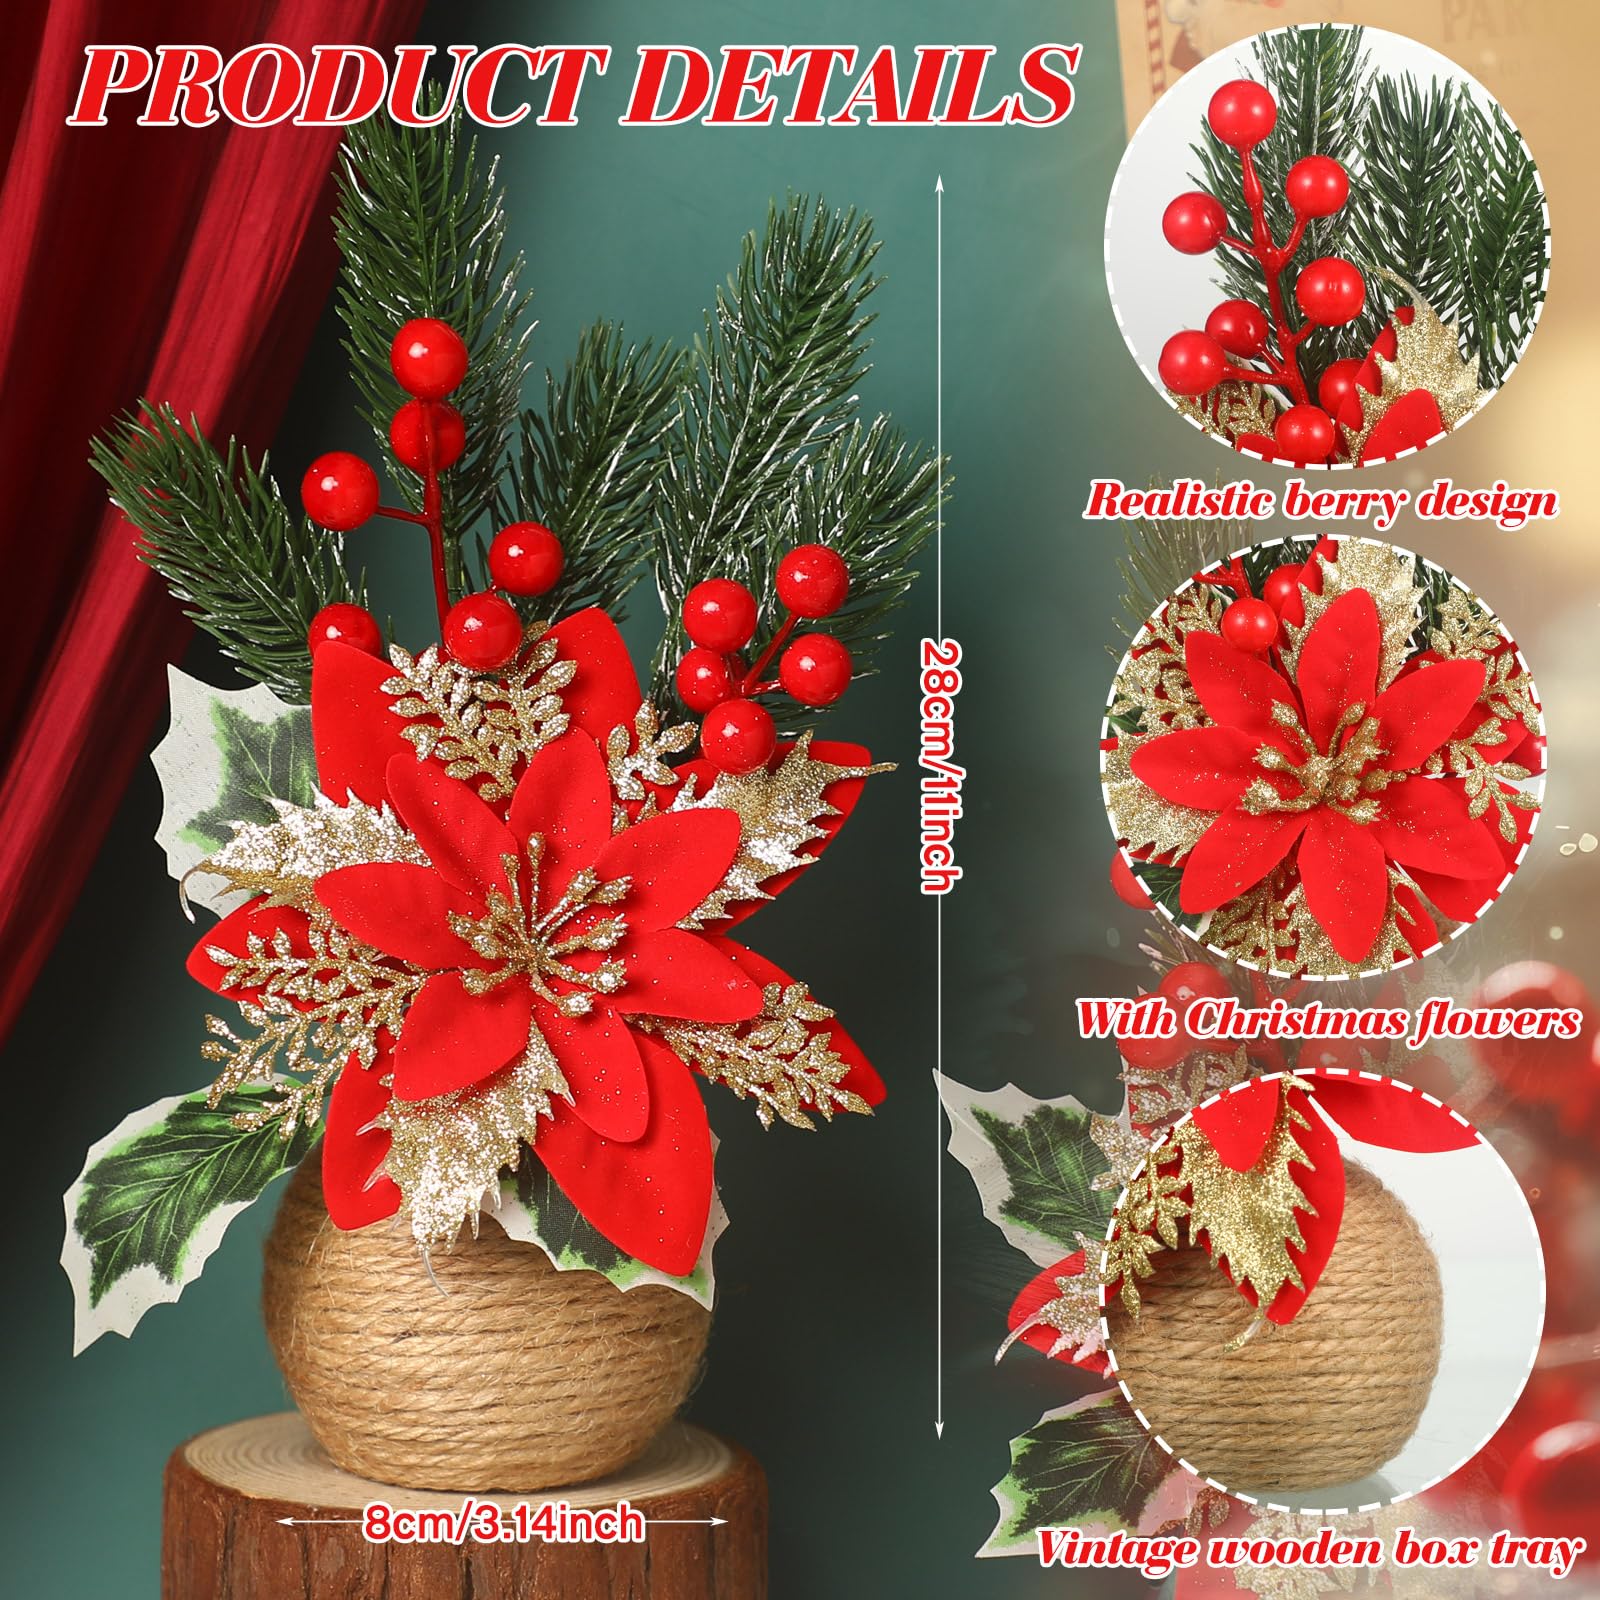 PRODUCT DETAILS
28cm/11inch
8cm/3.14inch
Realistic berry design
With Christmas flowers
Vintage wooden box tray